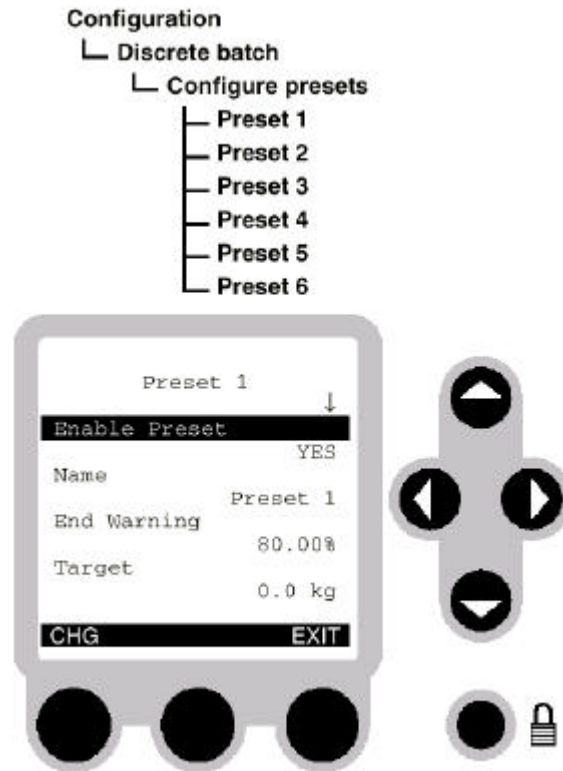 Configuration
Discrete batch
Configure presets
Preset 1
Preset 2
Preset 3
Preset 4
Preset 5
Preset 6
Preset 1
↓
Enable Preset
YES
Name
Preset 1
End Warning
80.00%
Target
0.0 kg
CHG EXIT